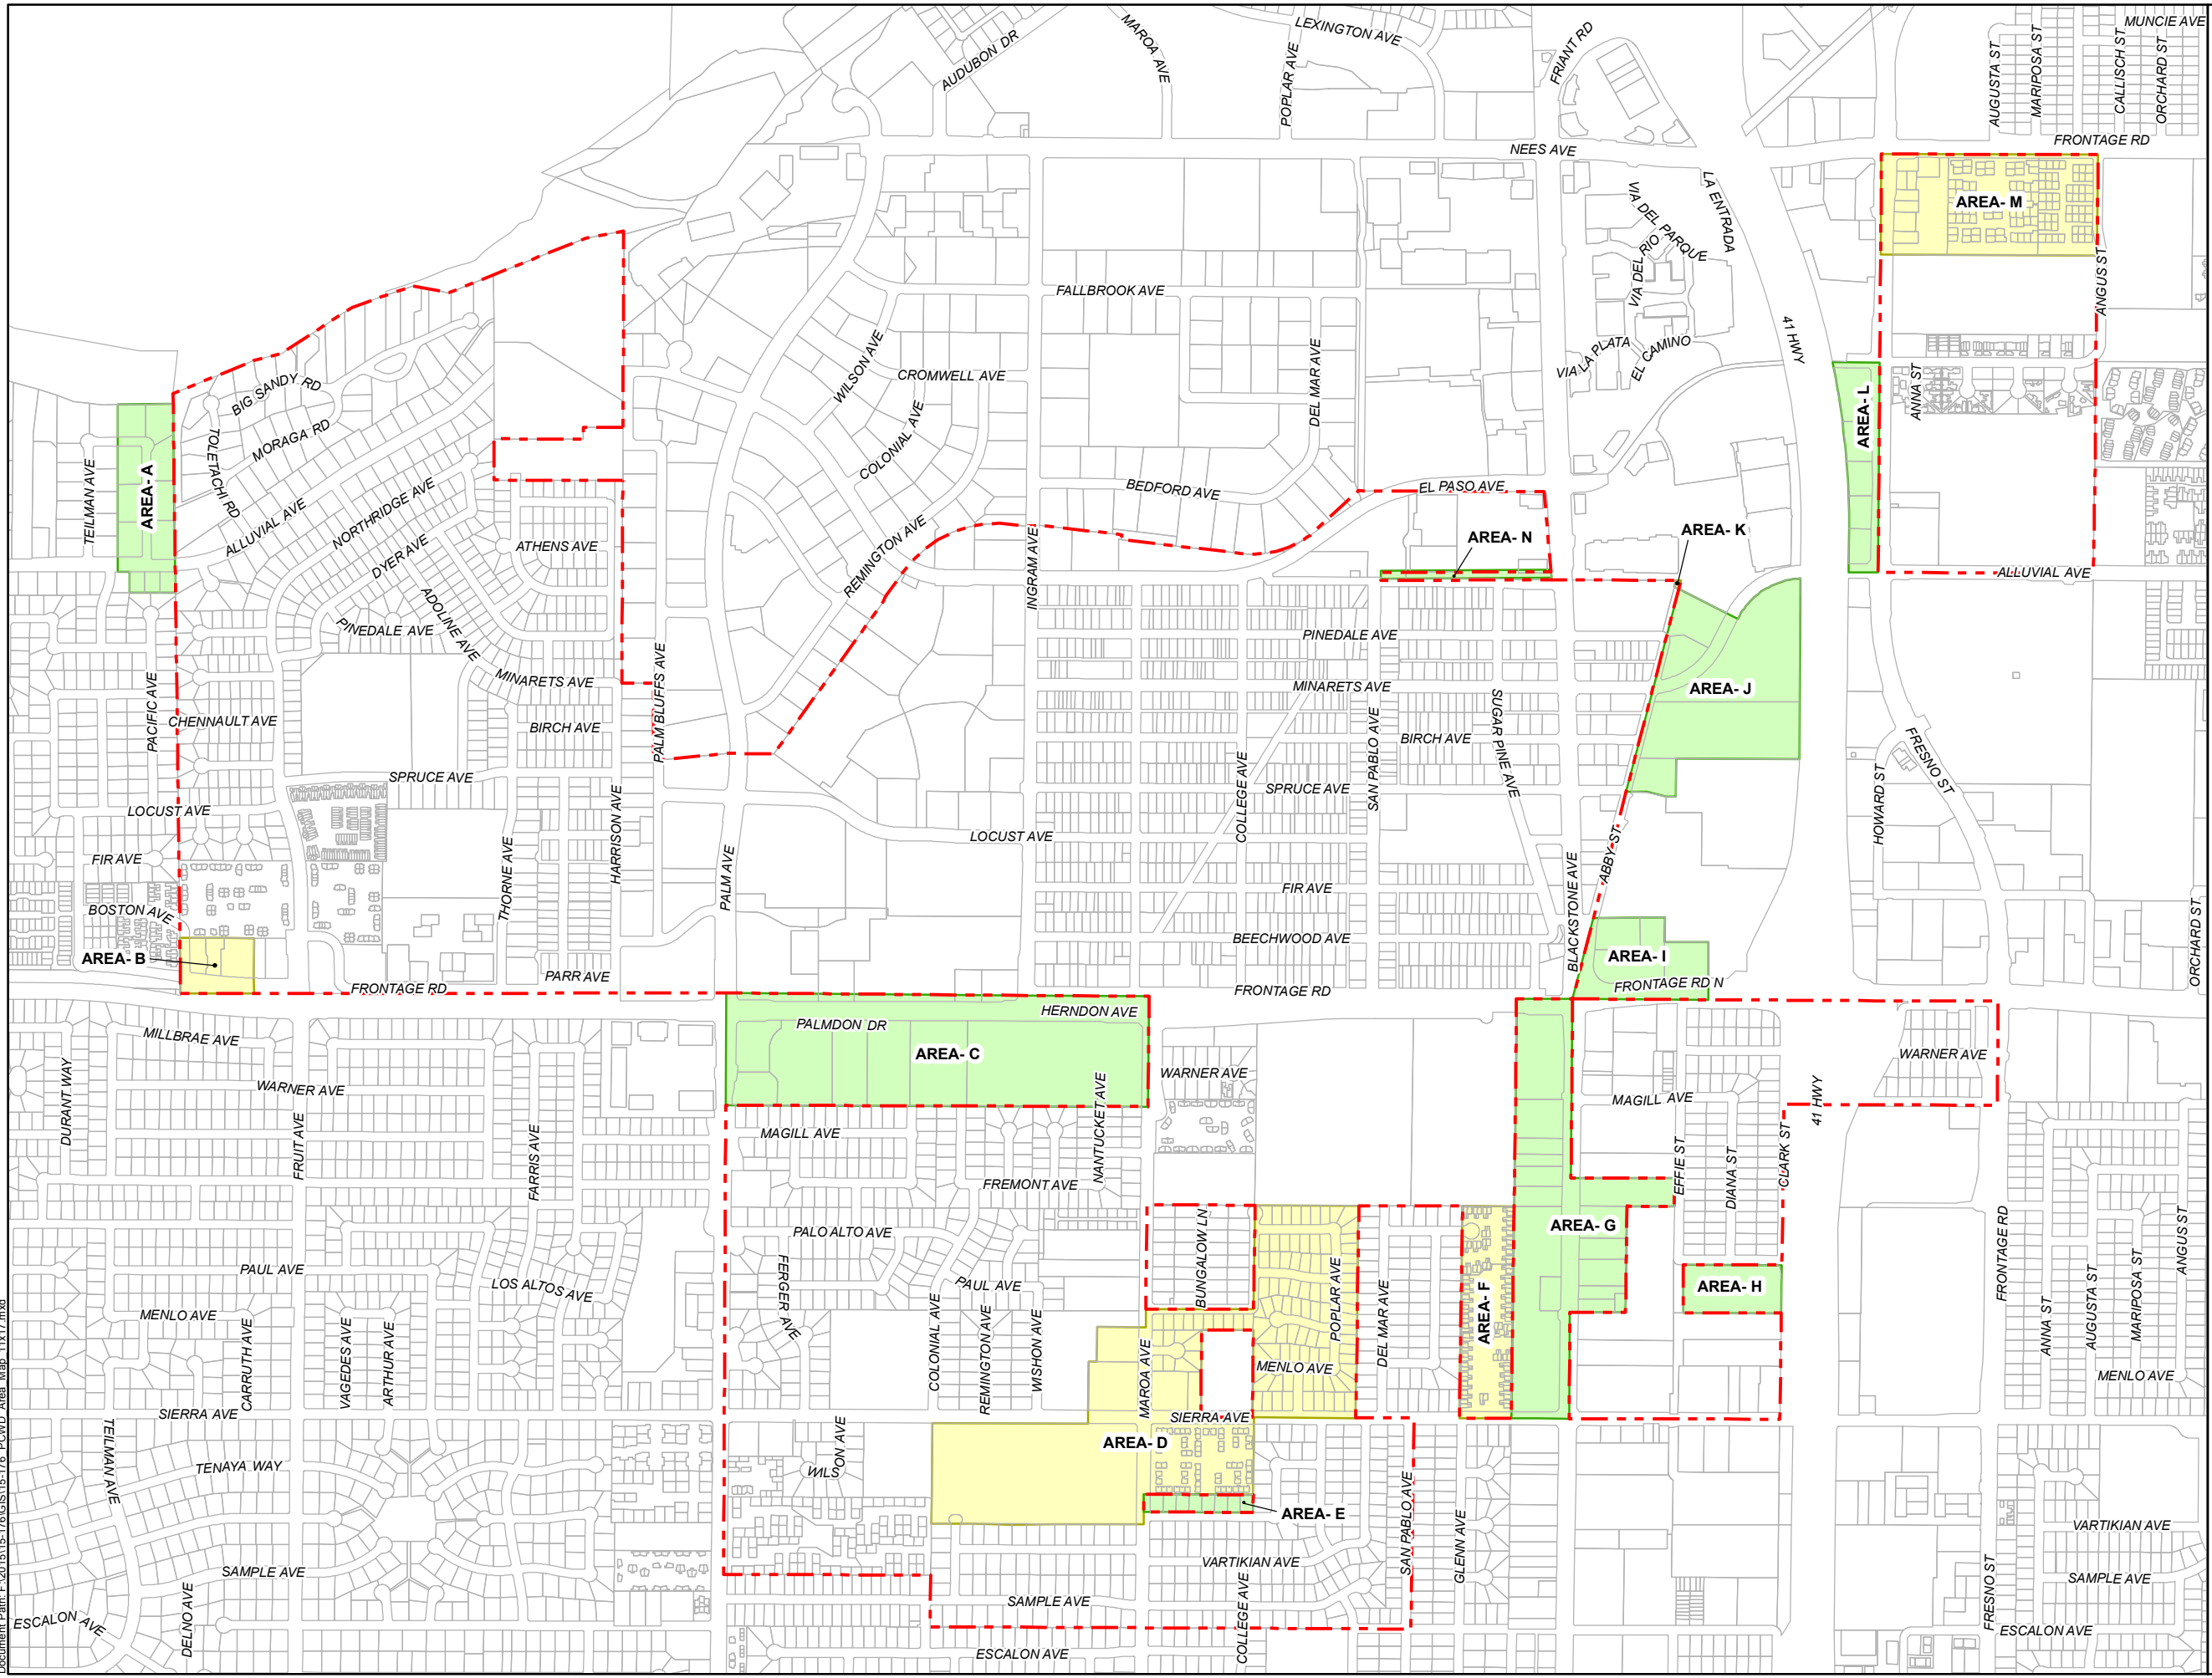 MUNCIE AVE
LEXINGTON AVE
MAROA AVE
FRIANT RD
AUDUBON DR
POPLAR AVE
AUGUSTA ST
MARIPOSA ST
CALLISCH ST
ORCHARD ST
FRONTAGE RD
NEES AVE
LA ENTRADA
VIA DEL PARQUE
AREA- M
VIA DEL RIO
ANGUS ST
FALLBROOK AVE
41 HWY
VIA LA PLATA
EL CAMINO
WILSON AVE
CROMWELL AVE
DEL MAR AVE
ANNA ST
BIG SANDY RD
MORAGA RD
TOLETACHI RD
COLONIAL AVE
AREA- L
TEILMAN AVE
AREA- A
ALLUVIAL AVE
NORTHRIDGE AVE
BEDFORD AVE
EL PASO AVE
DYER AVE
ATHENS AVE
REMINGTON AVE
INGRAM AVE
AREA- N
AREA- K
ALLUVIAL AVE
ADOLINE AVE
PINEDALE AVE
PINEDALE AVE
MINARETS AVE
PALM BLUFFS AVE
MINARETS AVE
AREA- J
PACIFIC AVE
CHENNAULT AVE
BIRCH AVE
SAN PABLO AVE
BIRCH AVE
SUGAR PINE AVE
FRESNO ST
SPRUCE AVE
COLLEGE AVE
SPRUCE AVE
LOCUST AVE
HARRISON AVE
LOCUST AVE
HOWARD ST
FIR AVE
THORNE AVE
PALM AVE
FIR AVE
BLACKSTONE AVE
ABBY ST
BOSTON AVE
BEECHWOOD AVE
ORCHARD ST
AREA- B
AREA- I
PARR AVE
FRONTAGE RD
FRONTAGE RD
FRONTAGE RD N
HERNDON AVE
PALMDON DR
MILLBRAE AVE
AREA- C
WARNER AVE
DURANT WAY
WARNER AVE
WARNER AVE
NANTUCKET AVE
MAGILL AVE
41 HWY
FRUIT AVE
FARRIS AVE
MAGILL AVE
EFFIE ST
DIANA ST
CLARK ST
FREMONT AVE
PALO ALTO AVE
BUNGALOW LN
AREA- G
FRONTAGE RD
ANGUS ST
PAUL AVE
LOS ALTOS AVE
FERGER AVE
PAUL AVE
POPLAR AVE
DEL MAR AVE
AREA- F
AREA- H
MENLO AVE
CARRUTH AVE
VAGEDES AVE
ARTHUR AVE
COLONIAL AVE
REMINGTON AVE
WISHON AVE
MAROA AVE
MENLO AVE
ANNA ST
AUGUSTA ST
MARIPOSA ST
MENLO AVE
SIERRA AVE
SIERRA AVE
TEILMAN AVE
WILSON AVE
AREA- D
TENAYA WAY
AREA- E
SAN PABLO AVE
GLENN AVE
VARTIKIAN AVE
VARTIKIAN AVE
SAMPLE AVE
SAMPLE AVE
COLLEGE AVE
FRESNO ST
SAMPLE AVE
ESCALON AVE
DELNO AVE
ESCALON AVE
ESCALON AVE